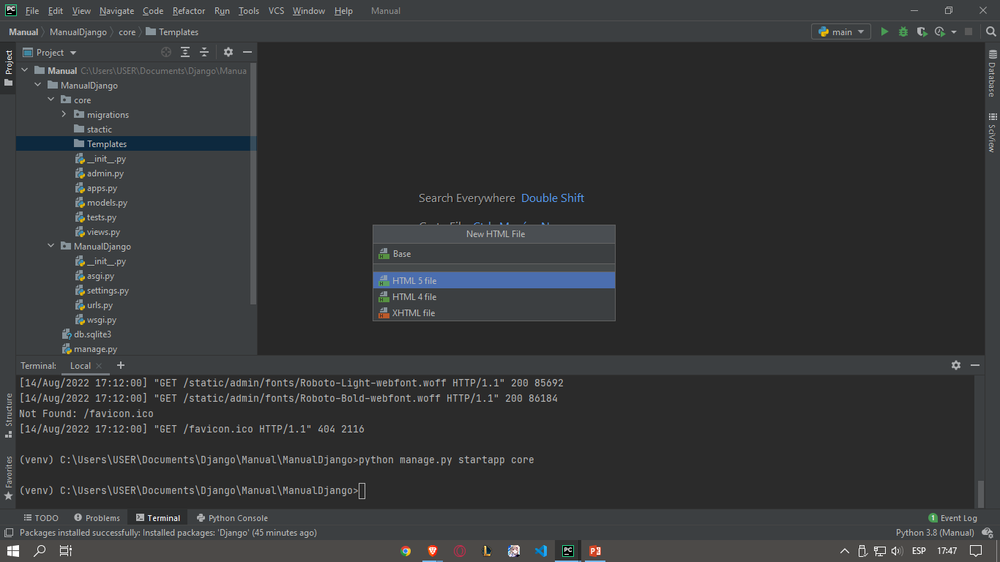 PC File Edit View Navigate Code Refactor Run Tools VCS Window Help Manual
Manual ManualDjango core Templates main
Project
Project
Manual C:\Users\USER\Documents\Django\Manua
ManualDjango
core
migrations
stactic
Templates
__init__.py
admin.py
apps.py
models.py
tests.py
views.py
ManualDjango
__init__.py
asgi.py
settings.py
urls.py
wsgi.py
db.sqlite3
manage.py
Search Everywhere Double Shift
New HTML File
Base
HTML 5 file
HTML 4 file
XHTML file
Database
SciView
Structure
Favorites
Terminal: Local
[14/Aug/2022 17:12:00] "GET /static/admin/fonts/Roboto-Light-webfont.woff HTTP/1.1" 200 85692
[14/Aug/2022 17:12:00] "GET /static/admin/fonts/Roboto-Bold-webfont.woff HTTP/1.1" 200 86184
Not Found: /favicon.ico
[14/Aug/2022 17:12:00] "GET /favicon.ico HTTP/1.1" 404 2116
(venv) C:\Users\USER\Documents\Django\Manual\ManualDjango>python manage.py startapp core
(venv) C:\Users\USER\Documents\Django\Manual\ManualDjango>
TODO Problems Terminal Python Console 1 Event Log
Packages installed successfully: Installed packages: 'Django' (45 minutes ago) Python 3.8 (Manual)
ESP 17:47